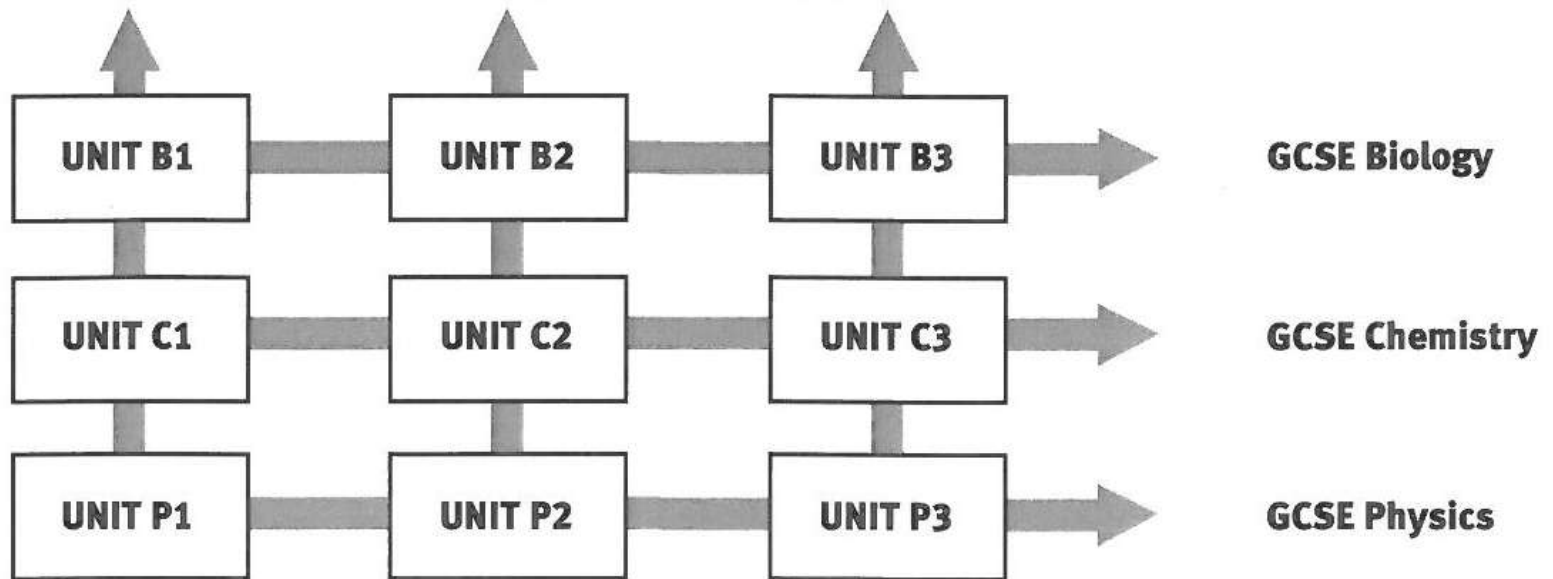 UNIT B1 UNIT B2 UNIT B3 GCSE Biology
UNIT C1 UNIT C2 UNIT C3 GCSE Chemistry
UNIT P1 UNIT P2 UNIT P3 GCSE Physics